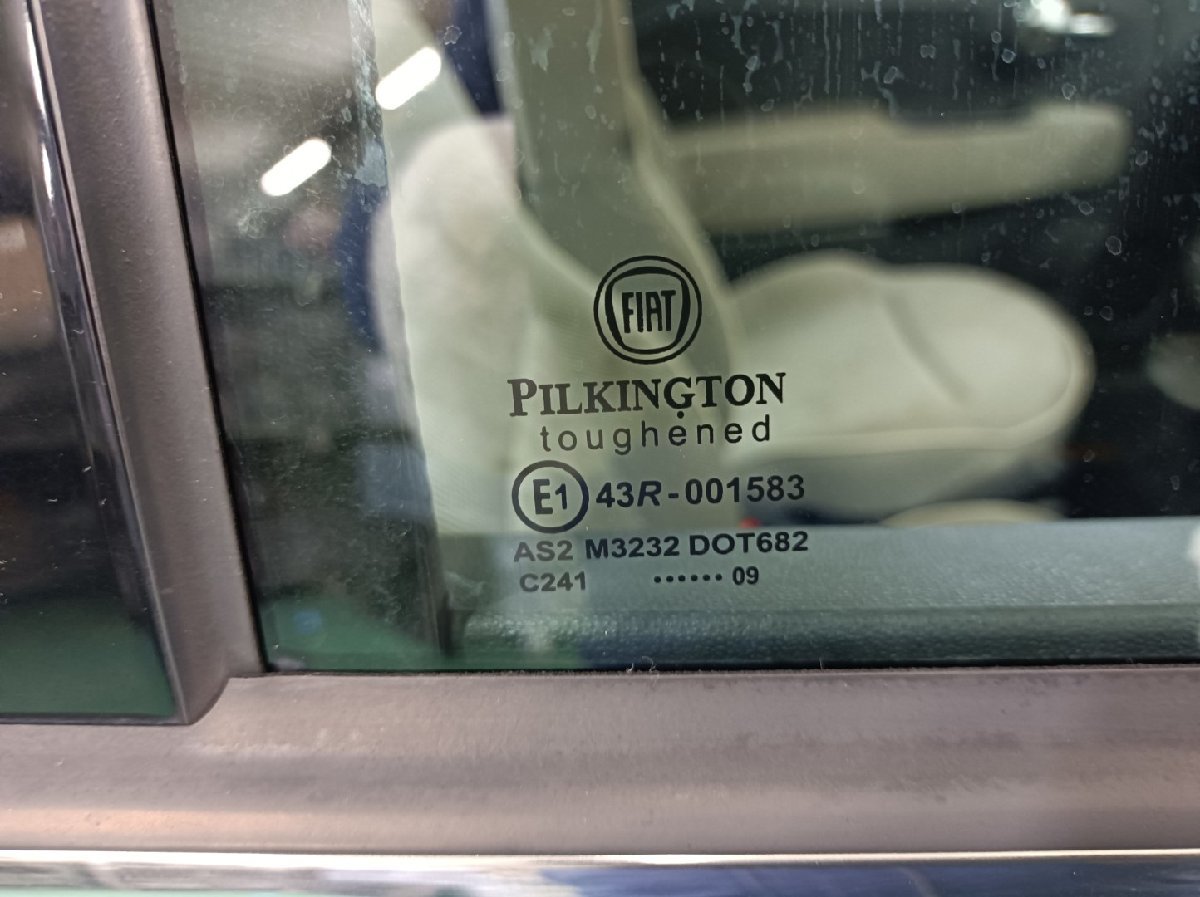 FIAT
PILKINGTON
toughened
E1 43R-001583
AS2 M3232 DOT682
C241 ...... 09